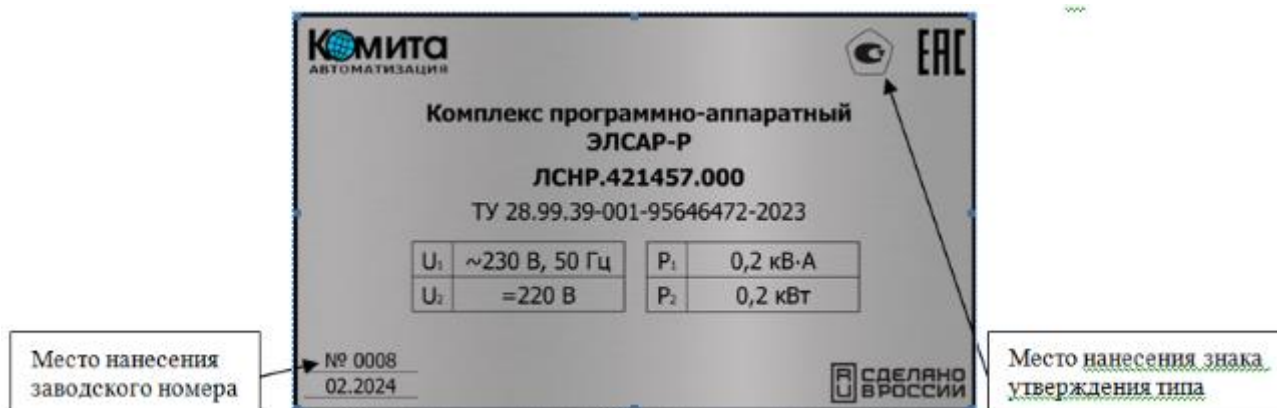 Комита
АВТОМАТИЗАЦИЯ
ЕАС
Комплекс программно-аппаратный
ЭЛСАР-Р
ЛСНР.421457.000
ТУ 28.99.39-001-95646472-2023
U₁ ~230 В, 50 Гц P₁ 0,2 кВ·А
U₂ =220 В P₂ 0,2 кВт
№ 0008
02.2024
СДЕЛАНО
В РОССИИ
Место нанесения
заводского номера
Место нанесения знака
утверждения типа